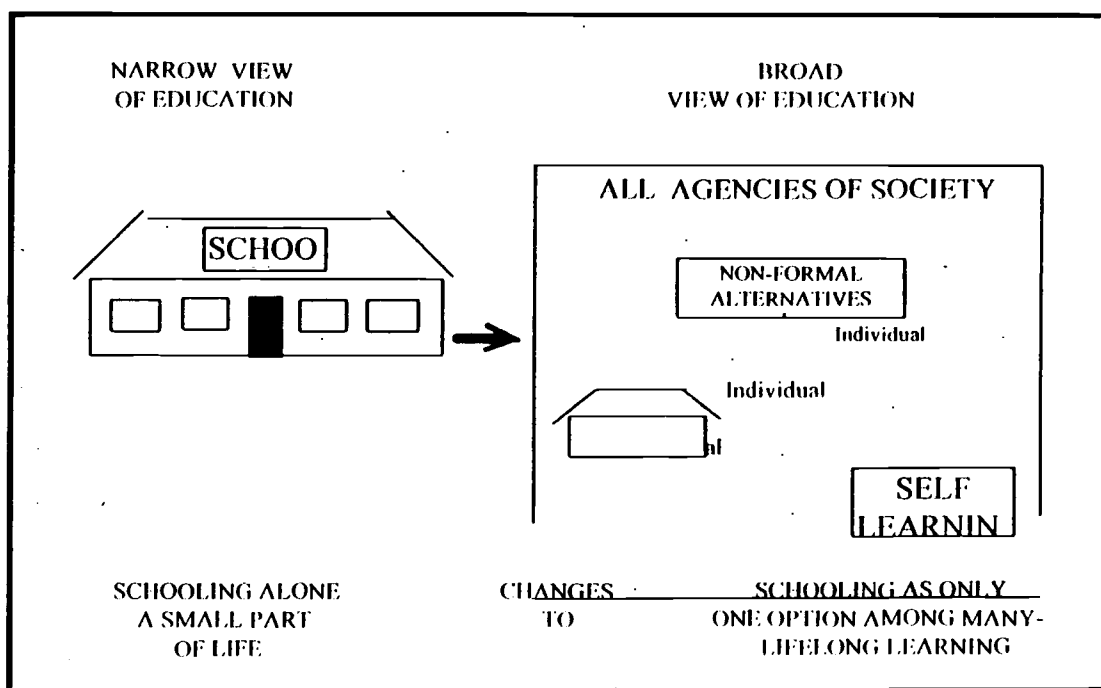 NARROW VIEW
OF EDUCATION
BROAD
VIEW OF EDUCATION
SCHOO
ALL AGENCIES OF SOCIETY
NON-FORMAL
ALTERNATIVES
Individual
Individual
al
SELF
LEARNIN
SCHOOLING ALONE
A SMALL PART
OF LIFE
CHANGES
TO
SCHOOLING AS ONLY
ONE OPTION AMONG MANY-
LIFELONG LEARNING